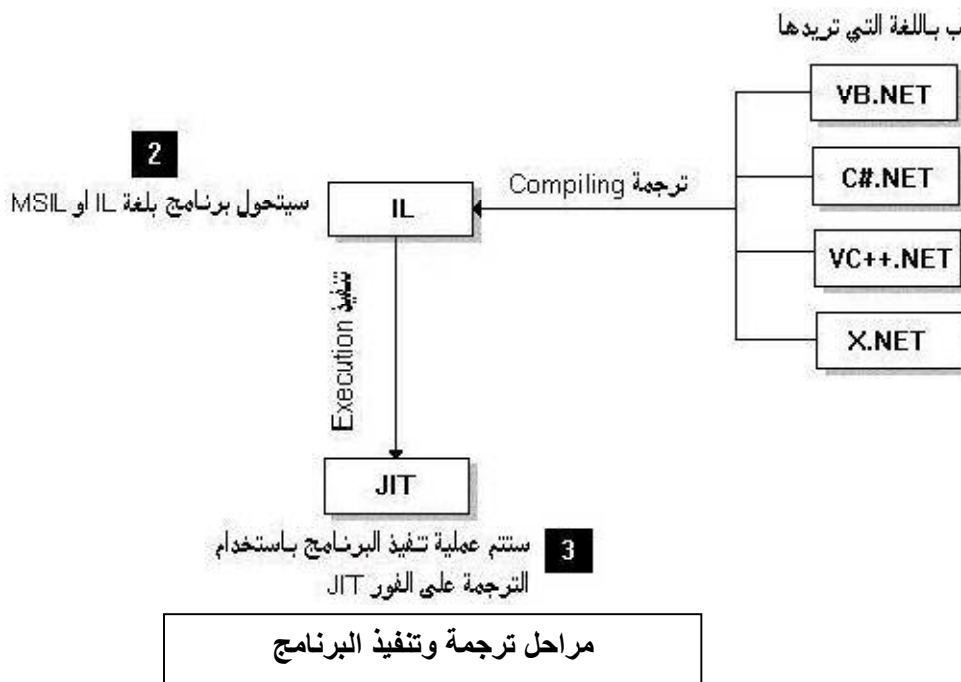 باللغة التي تريدها
VB.NET
C#.NET
VC++.NET
X.NET
ترجمة Compiling
2
IL
سيتحول برنامج بلغة IL او MSIL
تنفيذ Execution
JIT
3
ستتم عملية تنفيذ البرنامج باستخدام
الترجمة على الفور JIT
مراحل ترجمة وتنفيذ البرنامج